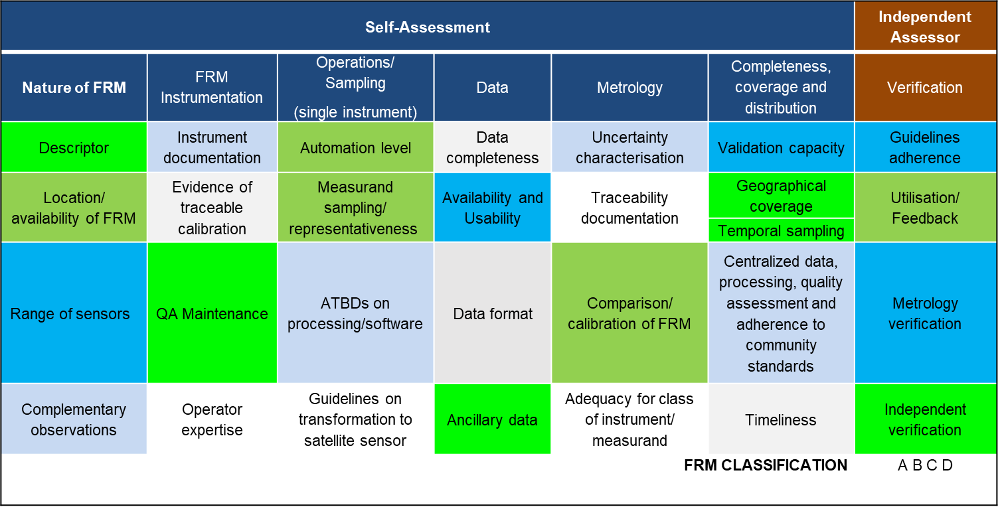 Self-Assessment
Independent
Assessor
Nature of FRM
FRM
Instrumentation
Operations/
Sampling
(single instrument)
Data
Metrology
Completeness,
coverage and
distribution
Verification
Descriptor
Instrument
documentation
Automation level
Data
completeness
Uncertainty
characterisation
Validation capacity
Guidelines
adherence
Location/
availability of FRM
Evidence of
traceable
calibration
Measurand
sampling/
representativeness
Availability and
Usability
Traceability
documentation
Geographical
coverage
Temporal sampling
Utilisation/
Feedback
Range of sensors
QA Maintenance
ATBDs on
processing/software
Data format
Comparison/
calibration of FRM
Centralized data,
processing, quality
assessment and
adherence to
community
standards
Metrology
verification
Complementary
observations
Operator
expertise
Guidelines on
transformation to
satellite sensor
Ancillary data
Adequacy for class
of instrument/
measurand
Timeliness
Independent
verification
FRM CLASSIFICATION
A B C D